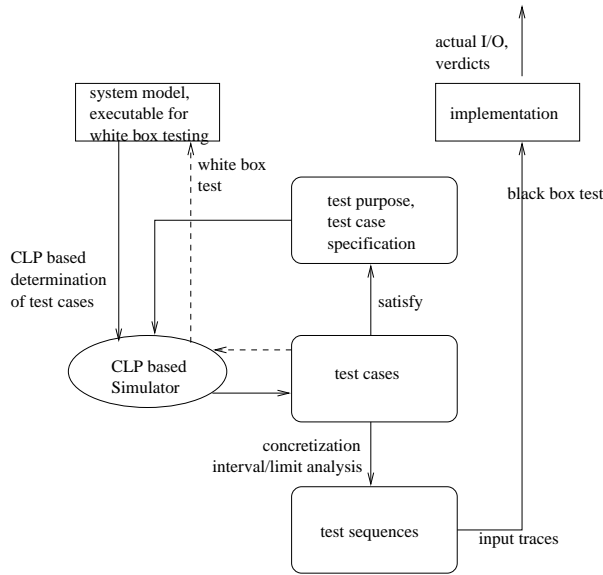 actual I/O,
verdicts
system model,
executable for
white box testing
implementation
white box
test
test purpose,
test case
specification
black box test
CLP based
determination
of test cases
satisfy
CLP based
Simulator
test cases
concretization
interval/limit analysis
test sequences
input traces